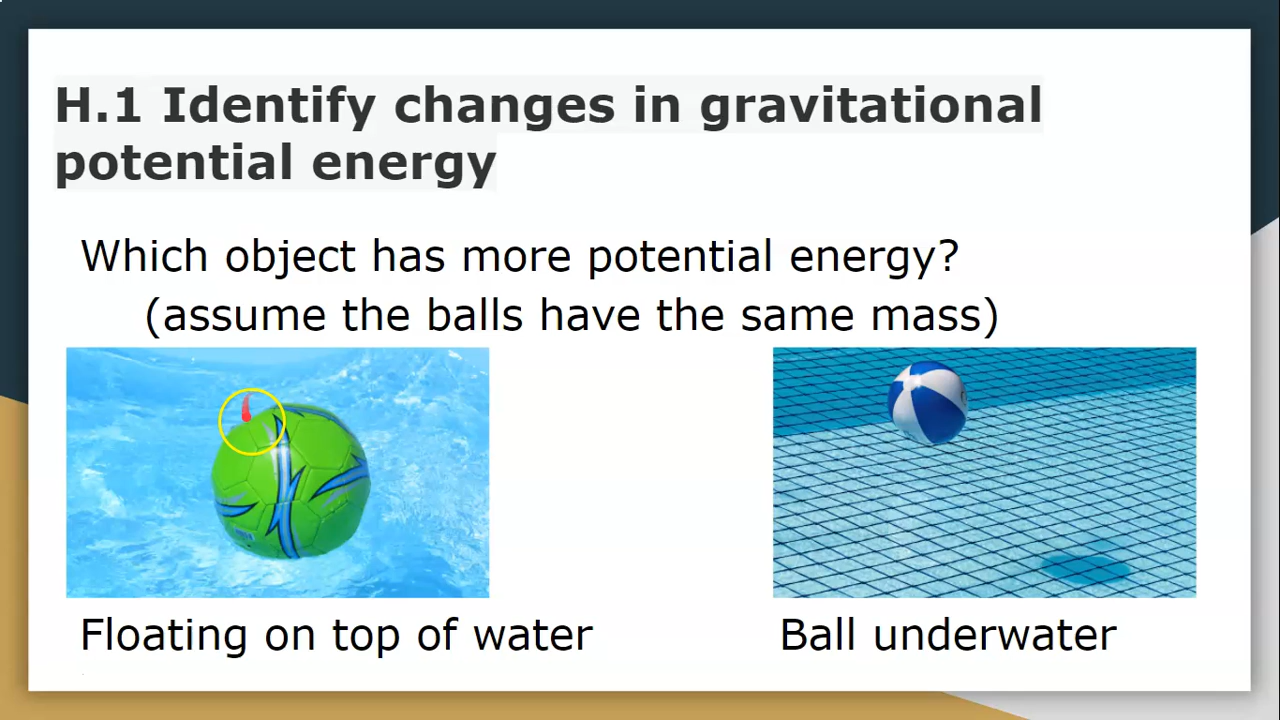 H.1 Identify changes in gravitational
potential energy
Which object has more potential energy?
(assume the balls have the same mass)
Floating on top of water
Ball underwater